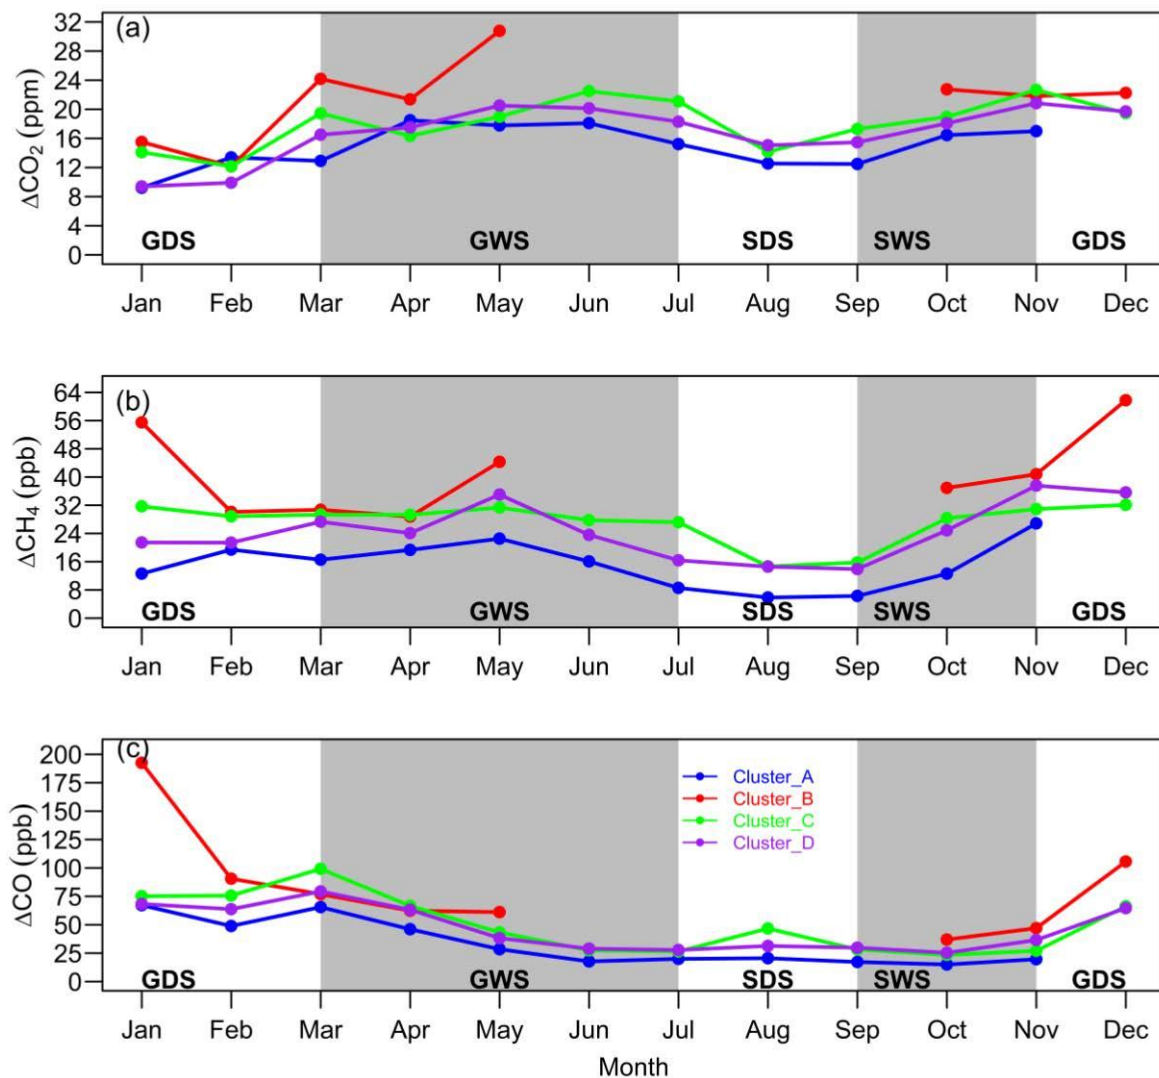 (a)
ΔCO₂ (ppm)
32
28
24
20
16
12
8
4
0
GDS GWS SDS SWS GDS
Jan Feb Mar Apr May Jun Jul Aug Sep Oct Nov Dec
(b)
ΔCH₄ (ppb)
64
56
48
40
32
24
16
8
0
GDS GWS SDS SWS GDS
Jan Feb Mar Apr May Jun Jul Aug Sep Oct Nov Dec
(c)
ΔCO (ppb)
200
175
150
125
100
75
50
25
0
Cluster_A
Cluster_B
Cluster_C
Cluster_D
GDS GWS SDS SWS GDS
Jan Feb Mar Apr May Jun Jul Aug Sep Oct Nov Dec
Month